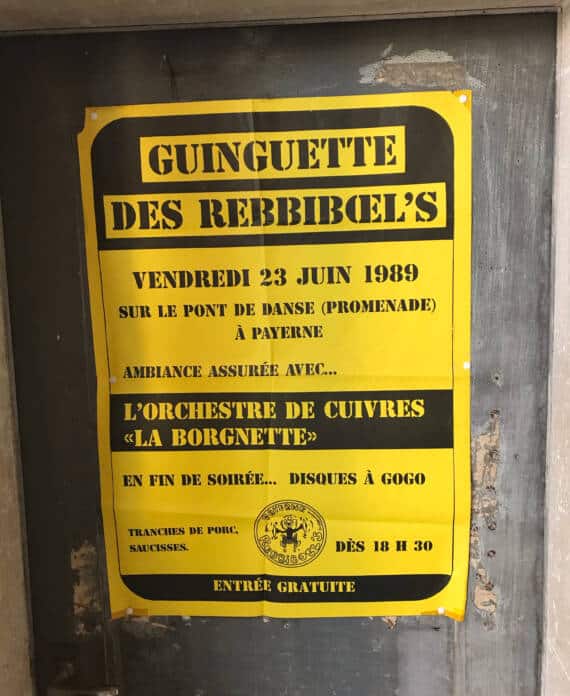 GUINGUETTE
DES REBBIBŒL'S
VENDREDI 23 JUIN 1989
SUR LE PONT DE DANSE (PROMENADE)
À PAYERNE
AMBIANCE ASSURÉE AVEC...
L'ORCHESTRE DE CUIVRES
«LA BORGNETTE»
EN FIN DE SOIRÉE... DISQUES À GOGO
TRANCHES DE PORC,
SAUCISSES.
DÈS 18 H 30
ENTRÉE GRATUITE